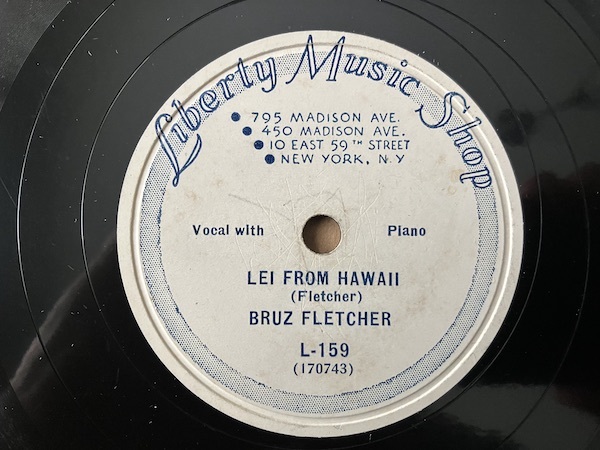 Liberty Music Shop
795 MADISON AVE.
450 MADISON AVE.
10 EAST 59TH STREET
NEW YORK, N.Y
Vocal with Piano
LEI FROM HAWAII
(Fletcher)
BRUZ FLETCHER
L-159
(170743)